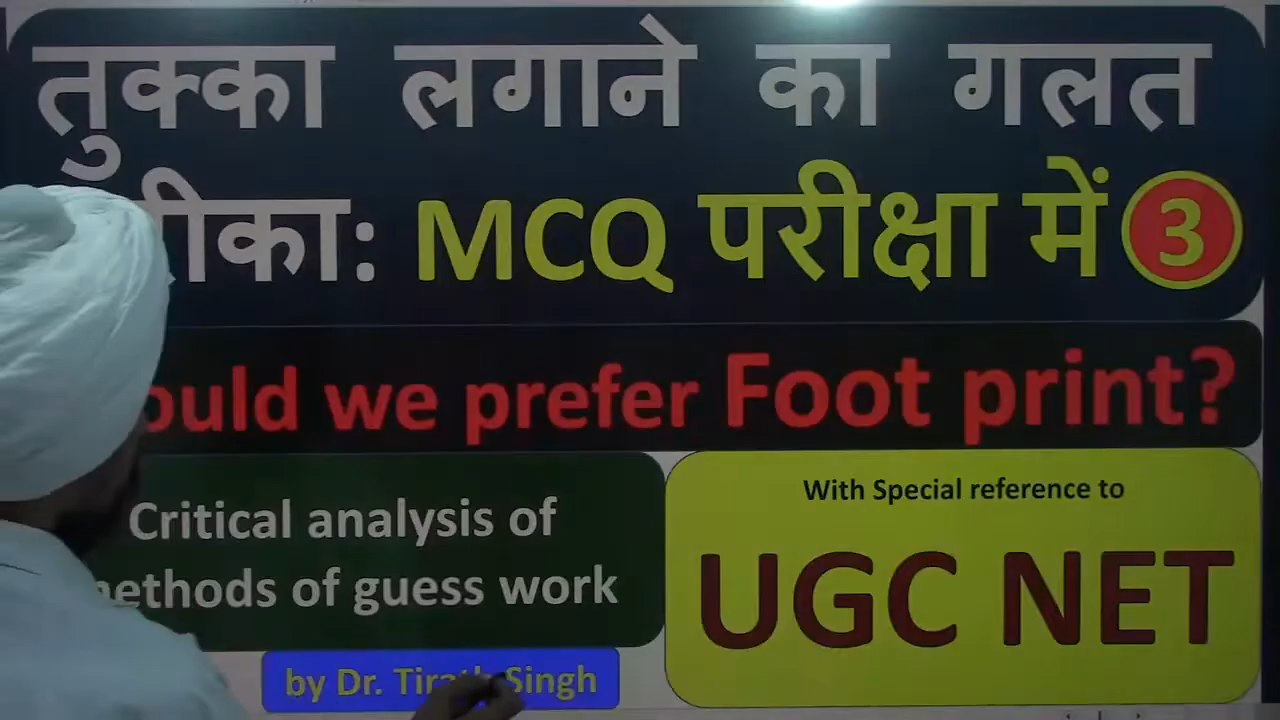 तुक्का लगाने का गलत
MCQ परीक्षा में 3
we prefer Foot print?
Critical analysis of
of guess work
With Special reference to
UGC NET
by Dr. Singh